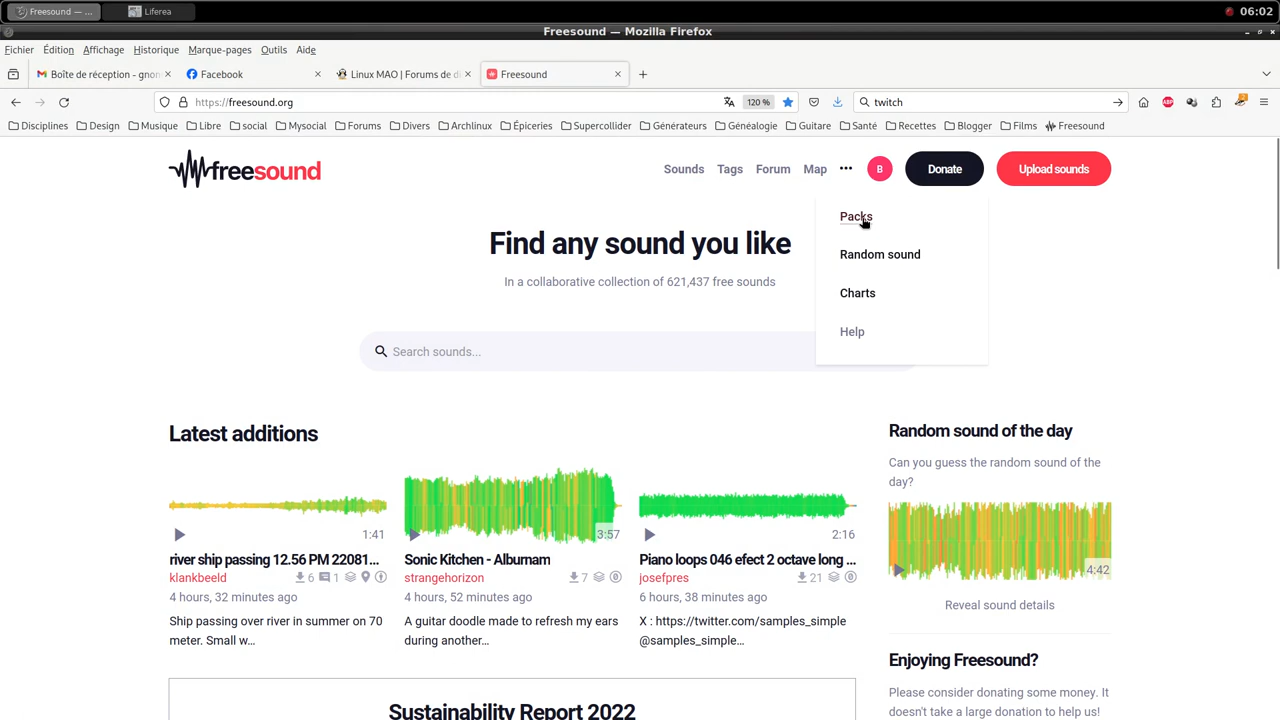 Freesound — ...
Liferea
06:02
Freesound — Mozilla Firefox
Fichier Édition Affichage Historique Marque-pages Outils Aide
Boîte de réception - gnon
Facebook
Linux MAO | Forums de d
Freesound
https://freesound.org
120 %
twitch
Disciplines Design Musique Libre social Mysocial Forums Divers Archlinux Épiceries Supercollider Générateurs Généalogie Guitare Santé Recettes Blogger Films Freesound
freesound
Sounds Tags Forum Map ••• B Donate Upload sounds
Packs
Random sound
Charts
Help
Find any sound you like
In a collaborative collection of 621,437 free sounds
Search sounds...
Latest additions
1:41
river ship passing 12.56 PM 22081...
klankbeeld 6 1
4 hours, 32 minutes ago
Ship passing over river in summer on 70
meter. Small w...
3:57
Sonic Kitchen - Alburnam
strangehorizon 7
4 hours, 52 minutes ago
A guitar doodle made to refresh my ears
during another...
2:16
Piano loops 046 efect 2 octave long ...
josefpres 21
6 hours, 38 minutes ago
X : https://twitter.com/samples_simple
@samples_simple...
Random sound of the day
Can you guess the random sound of the
day?
4:42
Reveal sound details
Enjoying Freesound?
Please consider donating some money. It
doesn't take a large donation to help us!
Sustainability Report 2022